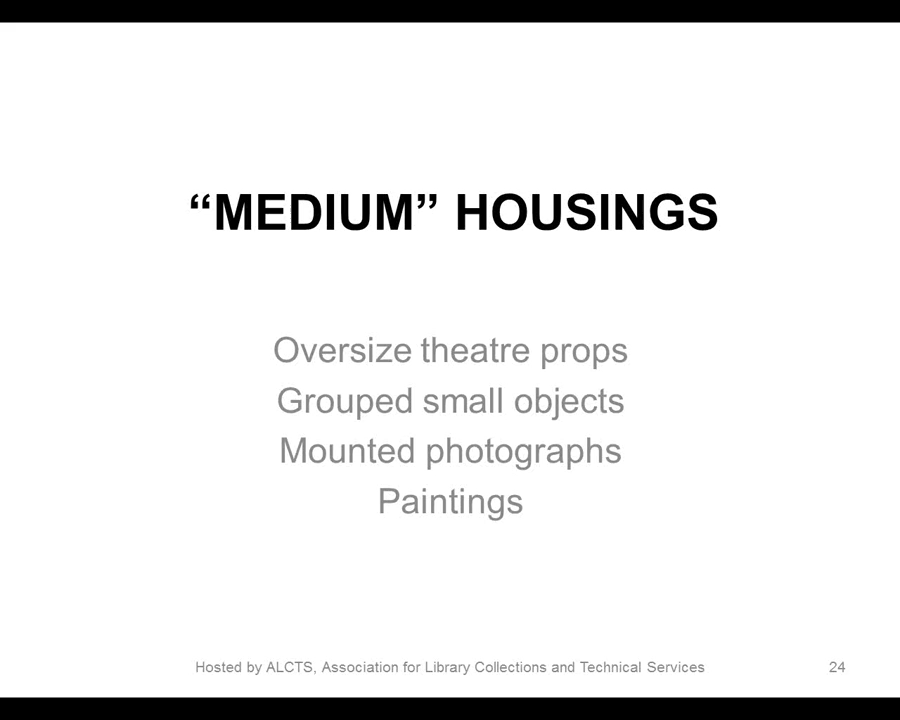 “MEDIUM” HOUSINGS
Oversize theatre props
Grouped small objects
Mounted photographs
Paintings
Hosted by ALCTS, Association for Library Collections and Technical Services
24